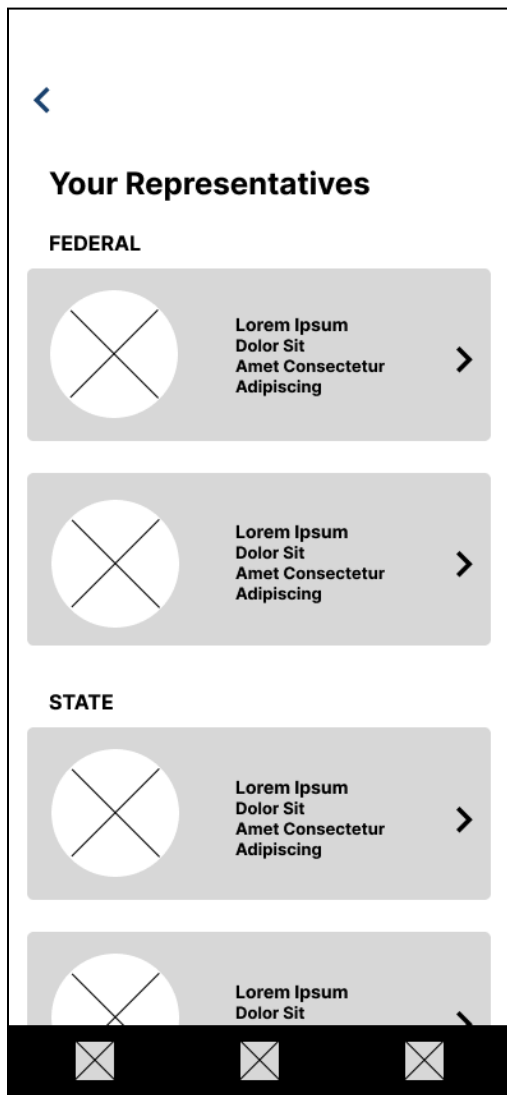 Your Representatives
FEDERAL
Lorem Ipsum
Dolor Sit
Amet Consectetur
Adipiscing
Lorem Ipsum
Dolor Sit
Amet Consectetur
Adipiscing
STATE
Lorem Ipsum
Dolor Sit
Amet Consectetur
Adipiscing
Lorem Ipsum
Dolor Sit